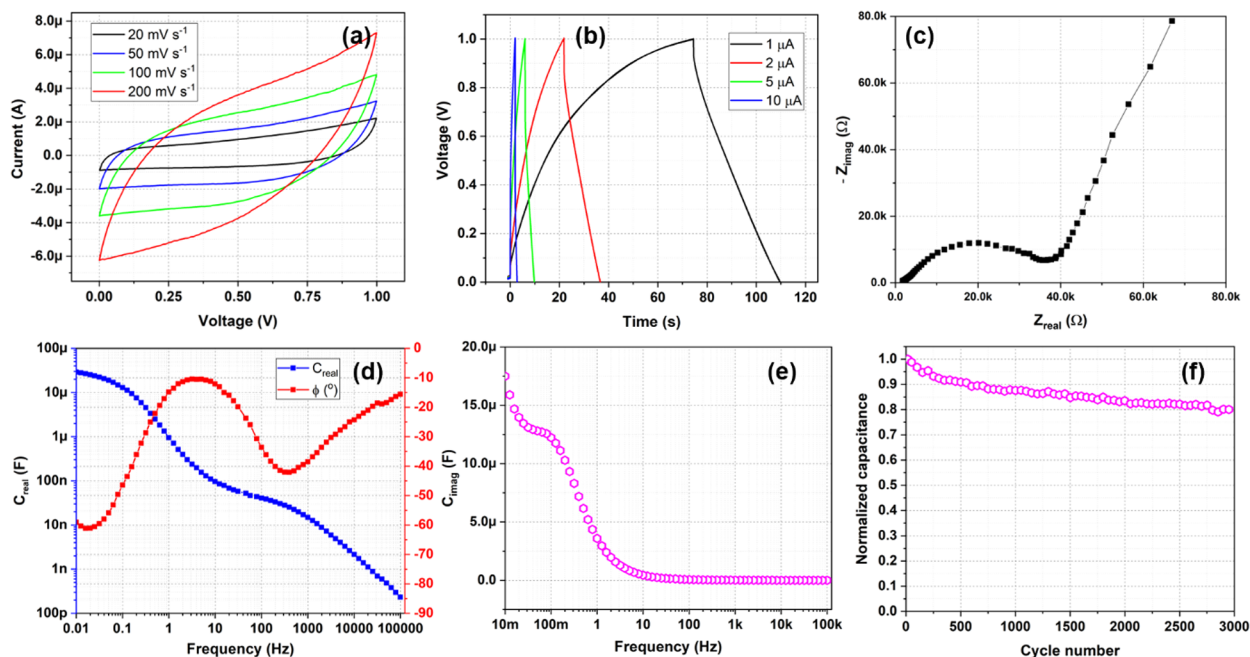 (a)
20 mV s⁻¹
50 mV s⁻¹
100 mV s⁻¹
200 mV s⁻¹
Current (A)
8.0µ
6.0µ
4.0µ
2.0µ
0.0
-2.0µ
-4.0µ
-6.0µ
0.00 0.25 0.50 0.75 1.00
Voltage (V)
(b)
1 µA
2 µA
5 µA
10 µA
Voltage (V)
1.0
0.8
0.6
0.4
0.2
0.0
0 20 40 60 80 100 120
Time (s)
(c)
- Zimag (Ω)
80.0k
60.0k
40.0k
20.0k
0.0
0.0 20.0k 40.0k 60.0k 80.0k
Zreal (Ω)
(d)
Creal
ϕ (°)
Creal (F)
100µ
10µ
1µ
100n
10n
1n
100p
0
-10
-20
-30
-40
-50
-60
-70
-80
-90
ϕ (°)
0.01 0.1 1 10 100 1000 10000 100000
Frequency (Hz)
(e)
Cimag (F)
20.0µ
15.0µ
10.0µ
5.0µ
0.0
10m 100m 1 10 100 1k 10k 100k
Frequency (Hz)
(f)
Normalized capacitance
1.0
0.9
0.8
0.7
0.6
0.5
0.4
0.3
0.2
0.1
0.0
0 500 1000 1500 2000 2500 3000
Cycle number